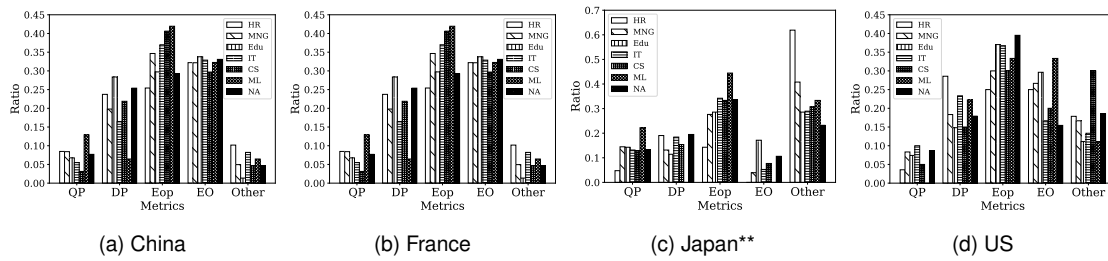 0.45
0.40
0.35
0.30
0.25
0.20
0.15
0.10
0.05
0.00
Ratio
HR
MNG
Edu
IT
CS
ML
NA
QP DP Eop EO Other
Metrics
(a) China
0.45
0.40
0.35
0.30
0.25
0.20
0.15
0.10
0.05
0.00
Ratio
HR
MNG
Edu
IT
CS
ML
NA
QP DP Eop EO Other
Metrics
(b) France
0.7
0.6
0.5
0.4
0.3
0.2
0.1
0.0
Ratio
HR
MNG
Edu
IT
CS
ML
NA
QP DP Eop EO Other
Metrics
(c) Japan**
0.45
0.40
0.35
0.30
0.25
0.20
0.15
0.10
0.05
0.00
Ratio
HR
MNG
Edu
IT
CS
ML
NA
QP DP Eop EO Other
Metrics
(d) US